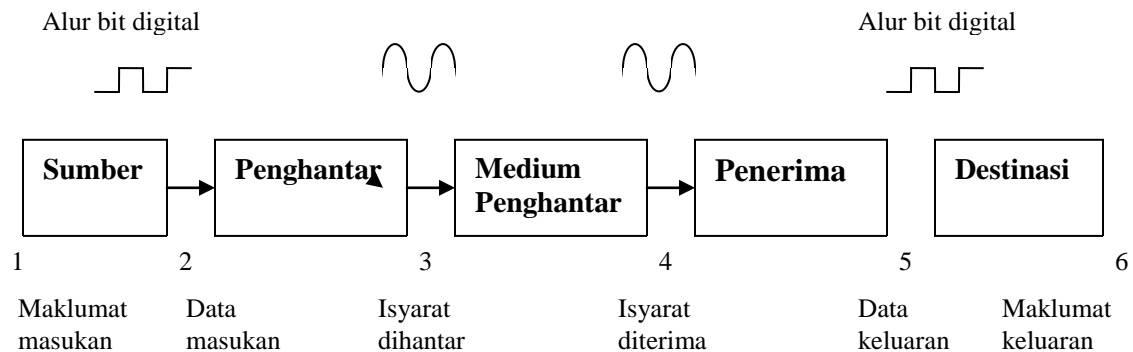 Alur bit digital
Alur bit digital
Sumber
Penghantar
Medium
Penghantar
Penerima
Destinasi
1
2
3
4
5
6
Maklumat
masukan
Data
masukan
Isyarat
dihantar
Isyarat
diterima
Data
keluaran
Maklumat
keluaran